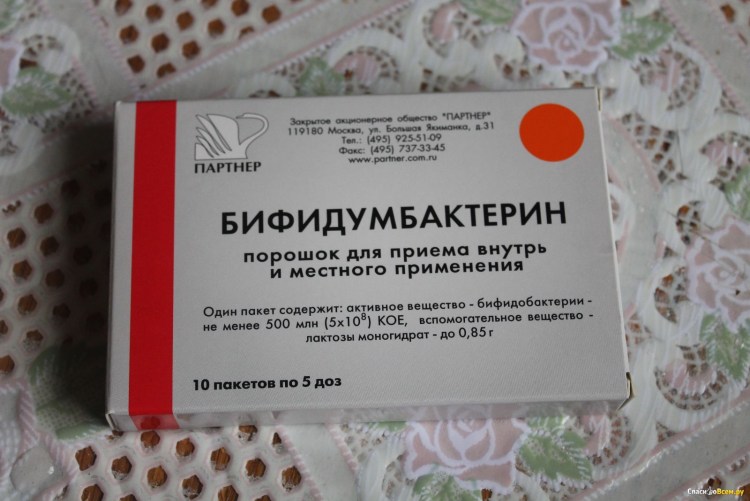 Закрытое акционерное общество "ПАРТНЕР"
119180 Москва, ул. Большая Якиманка, д.31
Тел.: (495) 925-51-09
Факс: (495) 737-33-45
www.partner.com.ru
ПАРТНЕР
БИФИДУМБАКТЕРИН
порошок для приема внутрь
и местного применения
Один пакет содержит: активное вещество - бифидобактерии -
не менее 500 млн (5х10⁸) КОЕ, вспомогательное вещество -
лактозы моногидрат - до 0,85 г
10 пакетов по 5 доз
СпасиБоВсем.ру